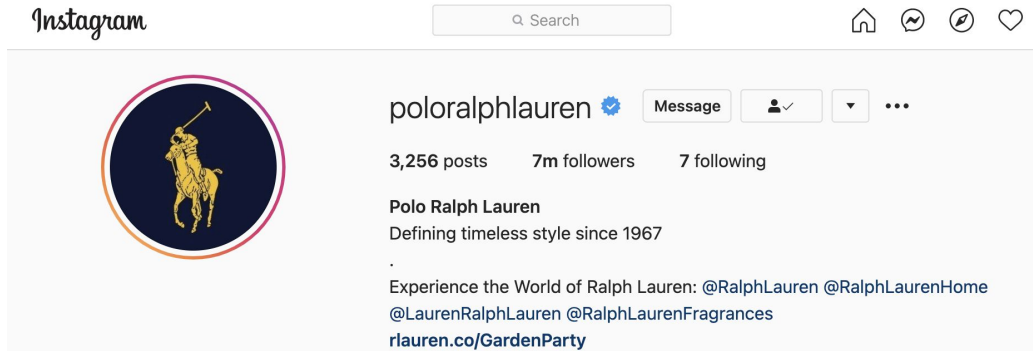 Instagram
Search
poloralphlauren
Message
3,256 posts 7m followers 7 following
Polo Ralph Lauren
Defining timeless style since 1967
.
Experience the World of Ralph Lauren: @RalphLauren @RalphLaurenHome
@LaurenRalphLauren @RalphLaurenFragrances
rlauren.co/GardenParty